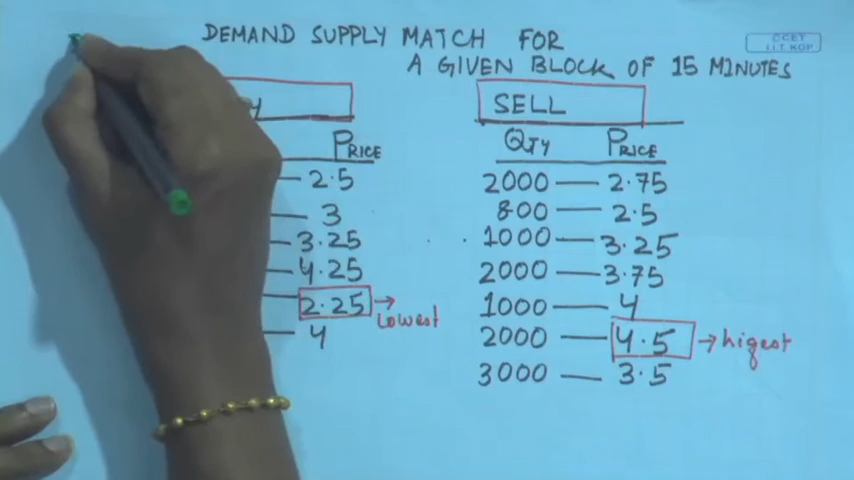 DEMAND SUPPLY MATCH FOR
A GIVEN BLOCK OF 15 MINUTES
CCET
I.I.T. KGP
Y
PRICE
— 2.5
— 3
— 3.25
— 4.25
— 2.25 → Lowest
— 4
SELL
QTY PRICE
2000 — 2.75
800 — 2.5
1000 — 3.25
2000 — 3.75
1000 — 4
2000 — 4.5 → higest
3000 — 3.5